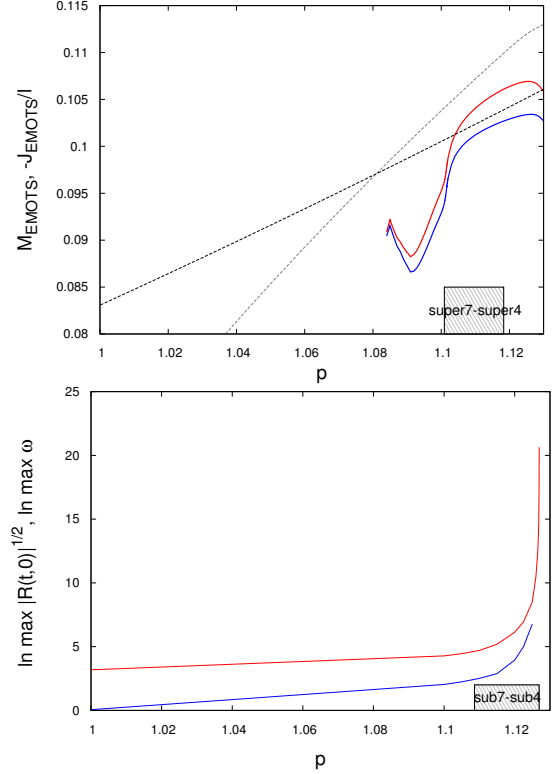 0.115
0.11
0.105
0.1
0.095
0.09
0.085
0.08
M_EMOTS, -J_EMOTS/l
super7-super4
1 1.02 1.04 1.06 1.08 1.1 1.12
p
25
20
15
10
5
0
ln max |R(t,0)|^1/2, ln max ω
sub7-sub4
1 1.02 1.04 1.06 1.08 1.1 1.12
p